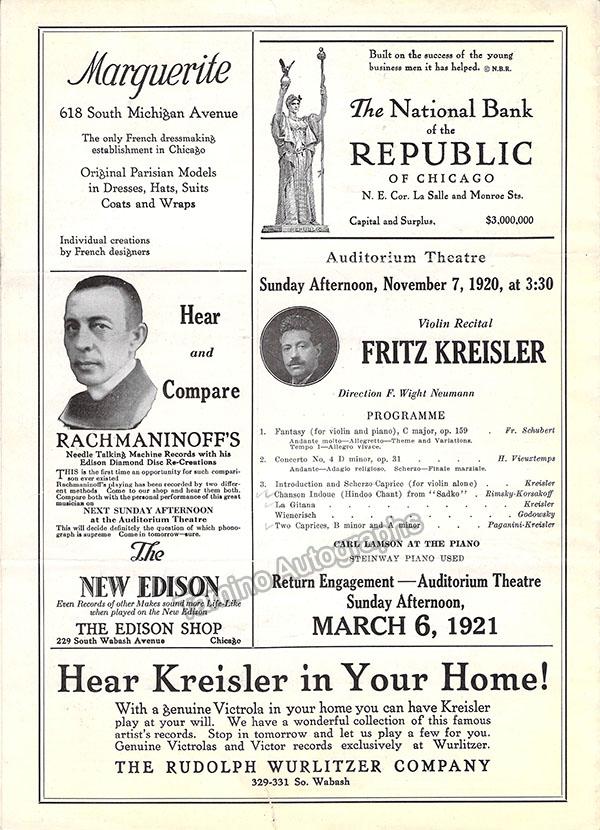 Marguerite
618 South Michigan Avenue
The only French dressmaking
establishment in Chicago
Original Parisian Models
in Dresses, Hats, Suits
Coats and Wraps
Individual creations
by French designers
Built on the success of the young
business men it has helped. © N.B.R.
The National Bank
of the
REPUBLIC
OF CHICAGO
N. E. Cor. La Salle and Monroe Sts.
Capital and Surplus, $3,000,000
REPUBLIC
Hear
and
Compare
RACHMANINOFF'S
Needle Talking Machine Records with his
Edison Diamond Disc Re-Creations
THIS is the first time an opportunity for such compari-
son ever existed
Rachmaninoff's playing has been recorded by two differ-
ent methods Come to our shop and hear them both.
Compare both with the personal performance of this great
musician on
NEXT SUNDAY AFTERNOON
at the Auditorium Theatre
This will decide definitely the question of which phono-
graph is supreme Come in tomorrow—sure.
The
NEW EDISON
Even Records of other Makes sound more Life-Like
when played on the New Edison
THE EDISON SHOP
229 South Wabash Avenue Chicago
Auditorium Theatre
Sunday Afternoon, November 7, 1920, at 3:30
Violin Recital
FRITZ KREISLER
Direction F. Wight Neumann
PROGRAMME
1. Fantasy (for violin and piano), C major, op. 159 . Fr. Schubert
Andante molto—Allegretto—Theme and Variations.
Tempo 1—Allegro vivace.
2. Concerto No. 4 D minor, op. 31 . . . . H. Vieuxtemps
Andante—Adagio religioso. Scherzo—Finale marziale.
3. Introduction and Scherzo Caprice (for violin alone) . Kreisler
Chanson Indoue (Hindoo Chant) from "Sadko" . Rimsky-Korsakoff
La Gitana . . . . . . . . Kreisler
Wienerisch . . . . . . . . Godowsky
Two Caprices, B minor and A minor . . . Paganini-Kreisler
CARL LAMSON AT THE PIANO
STEINWAY PIANO USED
Return Engagement—Auditorium Theatre
Sunday Afternoon,
MARCH 6, 1921
Tamino Autographs
Hear Kreisler in Your Home!
With a genuine Victrola in your home you can have Kreisler
play at your will. We have a wonderful collection of this famous
artist's records. Stop in tomorrow and let us play a few for you.
Genuine Victrolas and Victor records exclusively at Wurlitzer.
THE RUDOLPH WURLITZER COMPANY
329-331 So. Wabash